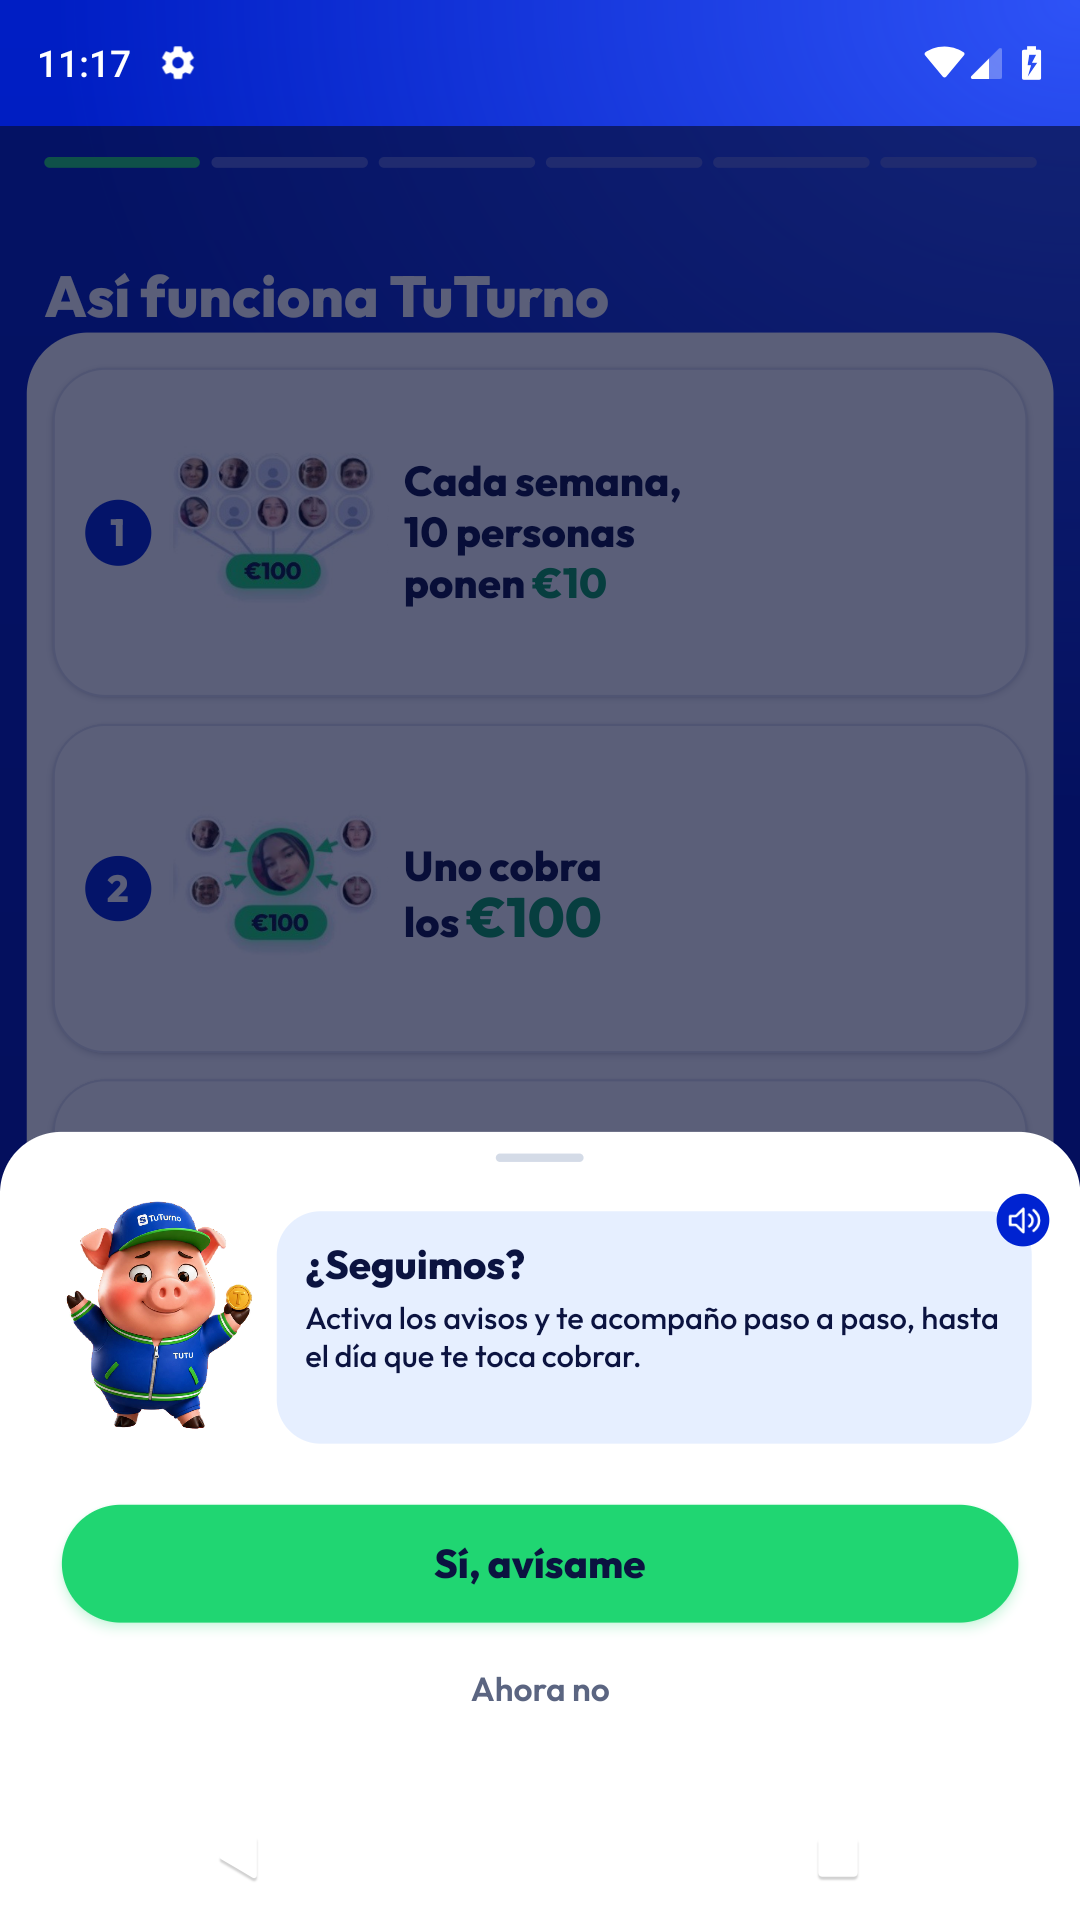 11:17
Así funciona TuTurno
1
€100
Cada semana,
10 personas
ponen €10
2
€100
Uno cobra
los €100
TuTurno
T
TUTU
¿Seguimos?
Activa los avisos y te acompaño paso a paso, hasta
el día que te toca cobrar.
Sí, avísame
Ahora no